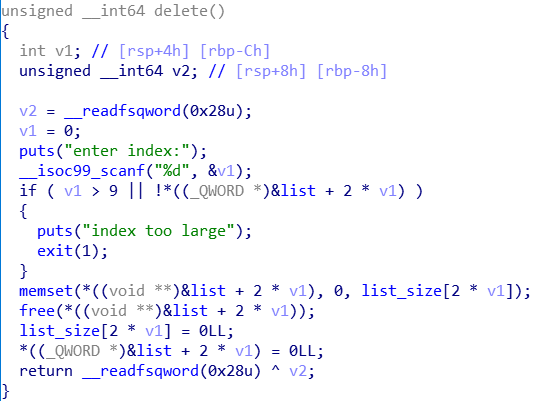 unsigned __int64 delete()
{
  int v1; // [rsp+4h] [rbp-Ch]
  unsigned __int64 v2; // [rsp+8h] [rbp-8h]

  v2 = __readfsqword(0x28u);
  v1 = 0;
  puts("enter index:");
  __isoc99_scanf("%d", &v1);
  if ( v1 > 9 || !*((_QWORD *)&list + 2 * v1) )
  {
    puts("index too large");
    exit(1);
  }
  memset(*((void **)&list + 2 * v1), 0, list_size[2 * v1]);
  free(*((void **)&list + 2 * v1));
  list_size[2 * v1] = 0LL;
  *((_QWORD *)&list + 2 * v1) = 0LL;
  return __readfsqword(0x28u) ^ v2;
}